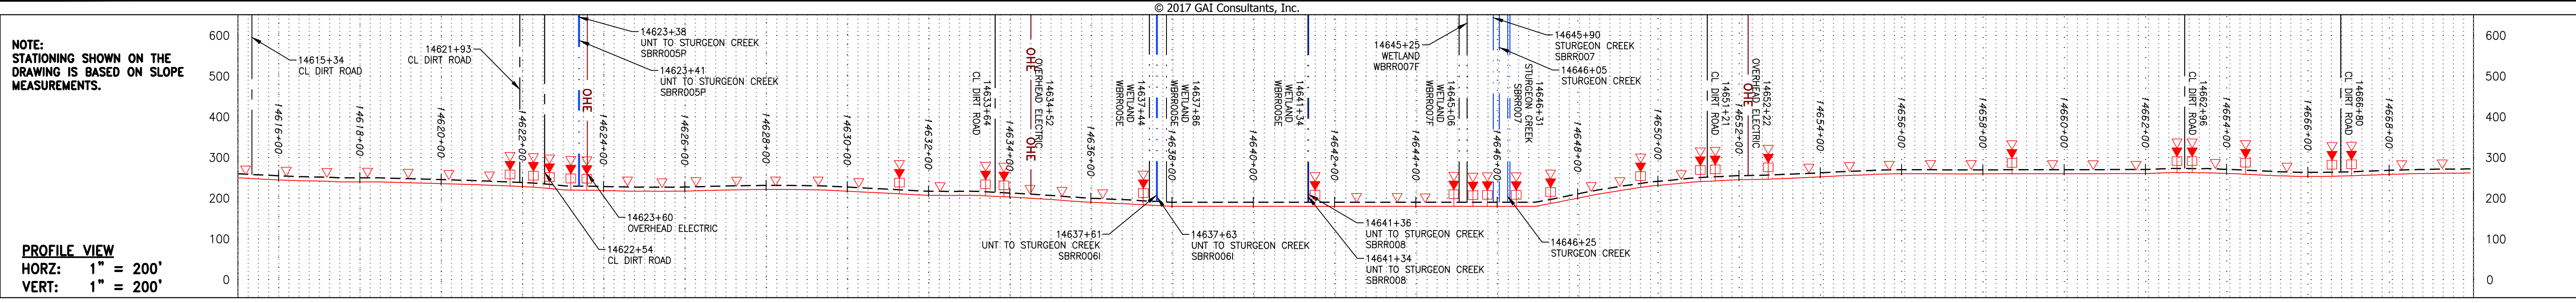 © 2017 GAI Consultants, Inc.
NOTE:
STATIONING SHOWN ON THE
DRAWING IS BASED ON SLOPE
MEASUREMENTS.
PROFILE VIEW
HORZ: 1" = 200'
VERT: 1" = 200'
600
500
400
300
200
100
0
14615+34
CL DIRT ROAD
14616+00
14618+00
14620+00
14621+93
CL DIRT ROAD
14622+00
14622+54
CL DIRT ROAD
14623+38
UNT TO STURGEON CREEK
SBRR005P
14623+41
UNT TO STURGEON CREEK
SBRR005P
OHE
14623+60
OVERHEAD ELECTRIC
14624+00
14626+00
14628+00
14630+00
14632+00
14633+64
CL DIRT ROAD
14634+00
OHE
OHE
14634+52
OVERHEAD ELECTRIC
14636+00
14637+44
WETLAND
WBRR005E
14637+61
UNT TO STURGEON CREEK
SBRR006I
14637+63
UNT TO STURGEON CREEK
SBRR006I
14637+86
WETLAND
WBRR005E
14638+00
14640+00
14641+34
WETLAND
WBRR005E
14641+36
UNT TO STURGEON CREEK
SBRR008
14641+34
UNT TO STURGEON CREEK
SBRR008
14642+00
14644+00
14645+06
WETLAND
WBRR007F
14645+25
WETLAND
WBRR007F
14645+90
STURGEON CREEK
SBRR007
14646+05
STURGEON CREEK
14646+00
14646+25
STURGEON CREEK
14646+31
STURGEON CREEK
SBRR007
14648+00
14650+00
14651+21
CL DIRT ROAD
14652+00
OHE
14652+22
OVERHEAD ELECTRIC
14654+00
14656+00
14658+00
14660+00
14662+00
14662+96
CL DIRT ROAD
14664+00
14666+00
14666+80
CL DIRT ROAD
14668+00
600
500
400
300
200
100
0